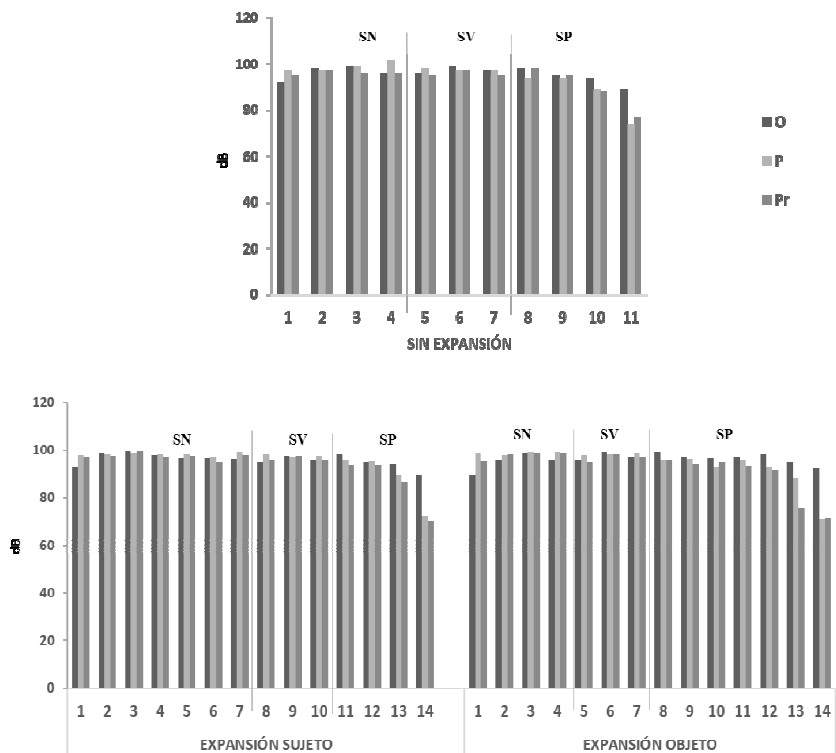 120
SN SV SP
100
80
60
40
20
0
dB
1 2 3 4 5 6 7 8 9 10 11
SIN EXPANSIÓN
O
P
Pr
120
SN SV SP SN SV SP
100
80
60
40
20
0
dB
1 2 3 4 5 6 7 8 9 10 11 12 13 14 1 2 3 4 5 6 7 8 9 10 11 12 13 14
EXPANSIÓN SUJETO EXPANSIÓN OBJETO